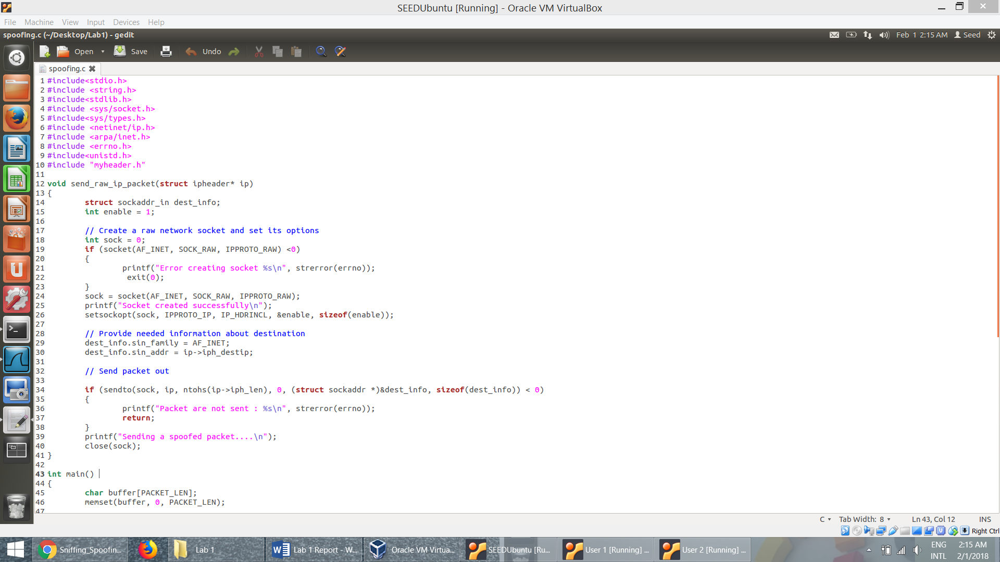 SEEDUbuntu [Running] - Oracle VM VirtualBox
File Machine View Input Devices Help
spoofing.c (~/Desktop/Lab1) - gedit
Feb 1 2:15 AM Seed
Open Save Undo
spoofing.c
1 #include<stdio.h>
2 #include <string.h>
3 #include<stdlib.h>
4 #include <sys/socket.h>
5 #include<sys/types.h>
6 #include <netinet/ip.h>
7 #include <arpa/inet.h>
8 #include <errno.h>
9 #include<unistd.h>
10 #include "myheader.h"
11
12 void send_raw_ip_packet(struct ipheader* ip)
13 {
14         struct sockaddr_in dest_info;
15         int enable = 1;
16
17         // Create a raw network socket and set its options
18         int sock = 0;
19         if (socket(AF_INET, SOCK_RAW, IPPROTO_RAW) <0)
20         {
21                 printf("Error creating socket %s\n", strerror(errno));
22                  exit(0);
23         }
24         sock = socket(AF_INET, SOCK_RAW, IPPROTO_RAW);
25         printf("Socket created successfully\n");
26         setsockopt(sock, IPPROTO_IP, IP_HDRINCL, &enable, sizeof(enable));
27
28         // Provide needed information about destination
29         dest_info.sin_family = AF_INET;
30         dest_info.sin_addr = ip->iph_destip;
31
32         // Send packet out
33
34         if (sendto(sock, ip, ntohs(ip->iph_len), 0, (struct sockaddr *)&dest_info, sizeof(dest_info)) < 0)
35         {
36                 printf("Packet are not sent : %s\n", strerror(errno));
37                 return;
38         }
39         printf("Sending a spoofed packet....\n");
40         close(sock);
41 }
42
43 int main()
44 {
45         char buffer[PACKET_LEN];
46         memset(buffer, 0, PACKET_LEN);
47
C Tab Width: 8 Ln 43, Col 12 INS
Right Ctrl
Sniffing_Spoofin... Lab 1 Lab 1 Report - W... Oracle VM Virtua... SEEDUbuntu [Ru... User 1 [Running] ... User 2 [Running] ...
ENG 2:15 AM
INTL 2/1/2018